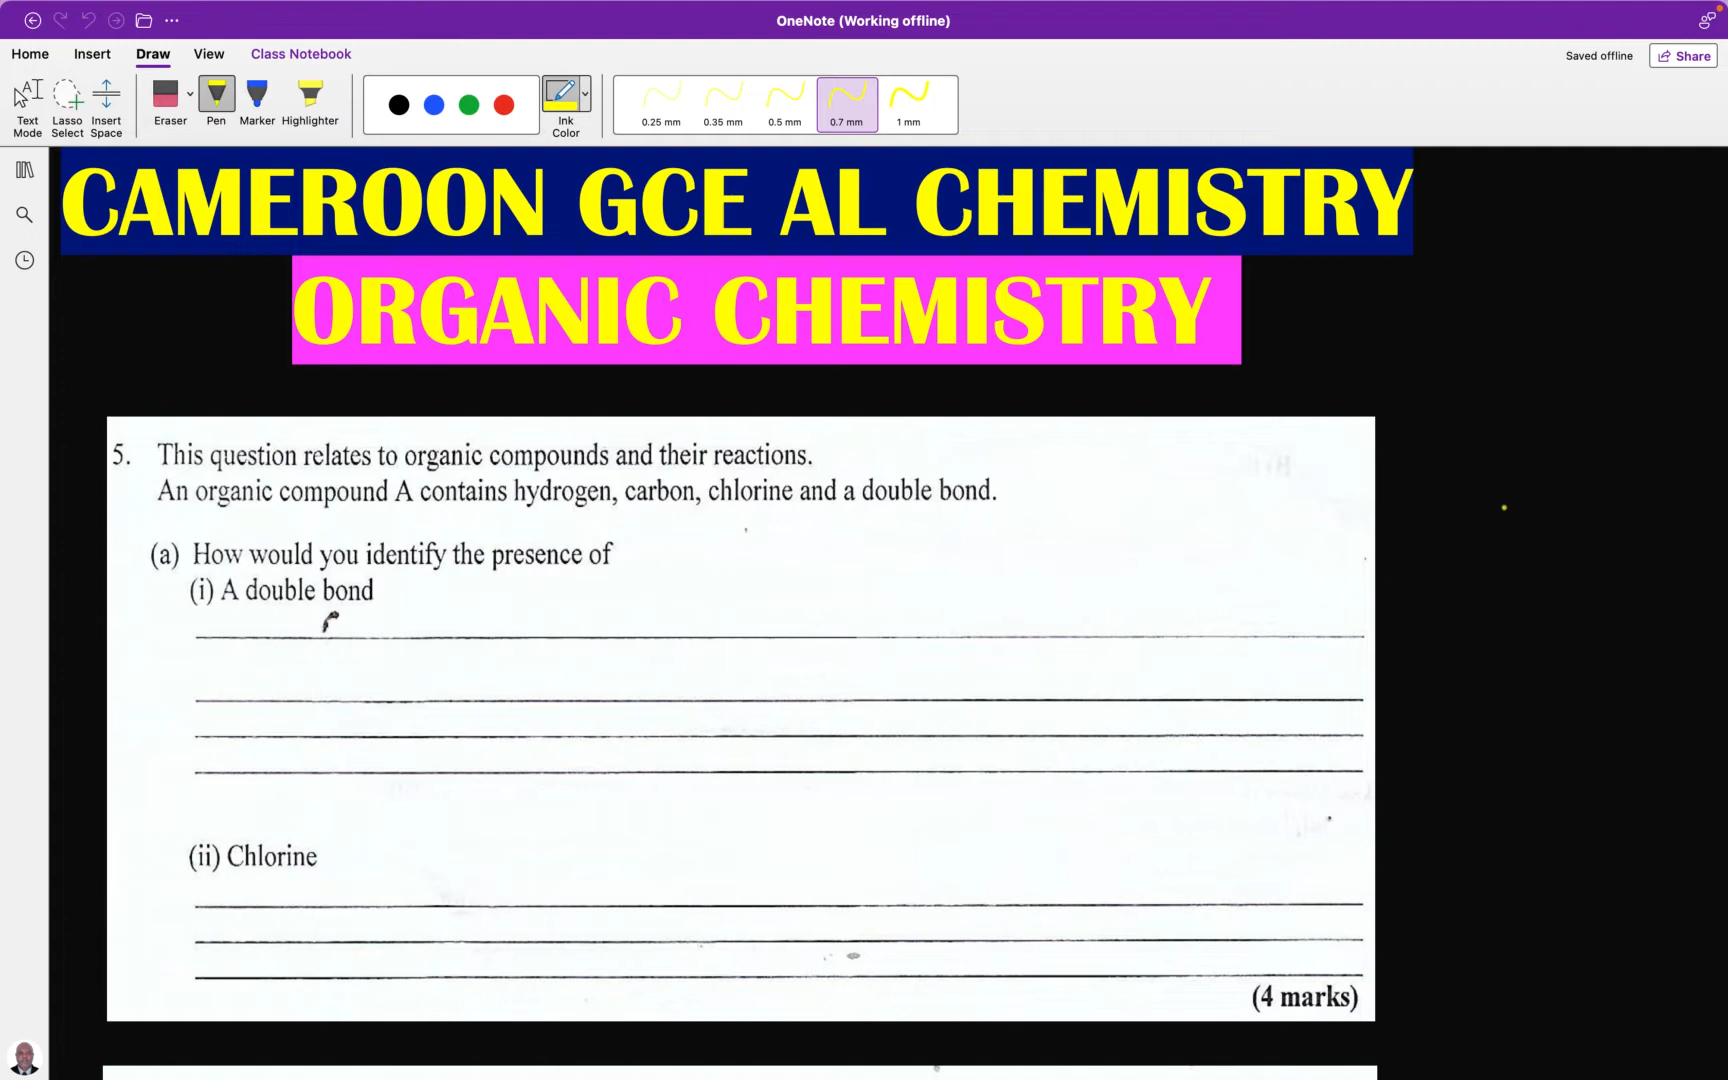 OneNote (Working offline)
Home Insert Draw View Class Notebook
Saved offline
Share
Text Mode
Lasso Select
Insert Space
Eraser
Pen
Marker
Highlighter
Ink Color
0.25 mm
0.35 mm
0.5 mm
0.7 mm
1 mm
CAMEROON GCE AL CHEMISTRY
ORGANIC CHEMISTRY
5. This question relates to organic compounds and their reactions.
An organic compound A contains hydrogen, carbon, chlorine and a double bond.
(a) How would you identify the presence of
(i) A double bond
(ii) Chlorine
(4 marks)